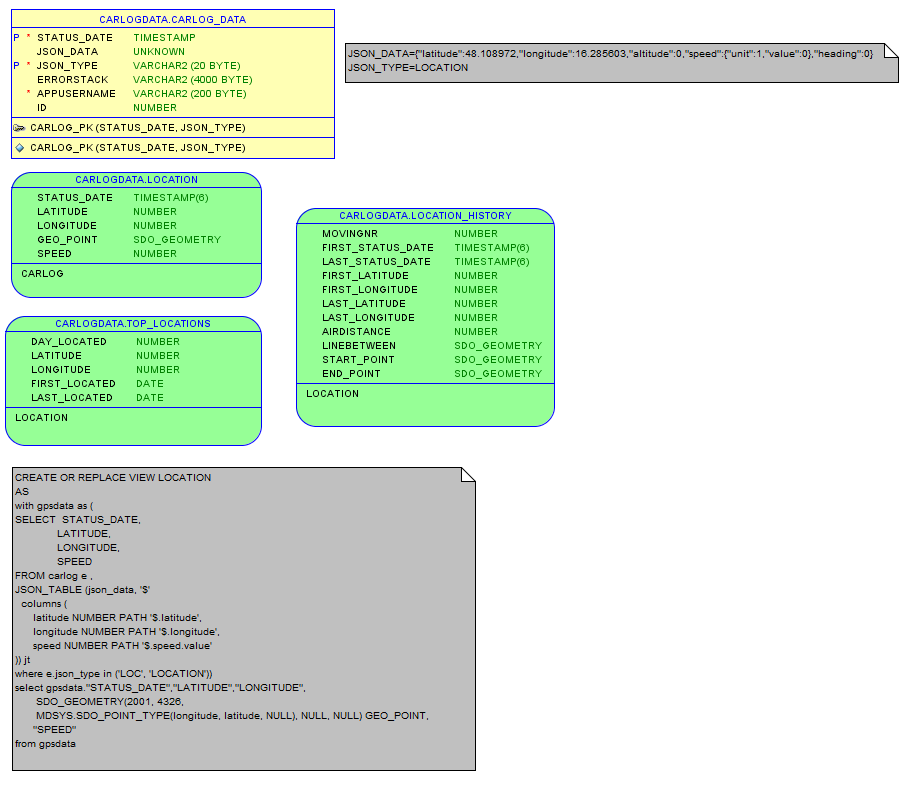 CARLOGDATA.CARLOG_DATA
P * STATUS_DATE TIMESTAMP
JSON_DATA UNKNOWN
P * JSON_TYPE VARCHAR2 (20 BYTE)
ERRORSTACK VARCHAR2 (4000 BYTE)
* APPUSERNAME VARCHAR2 (200 BYTE)
ID NUMBER
CARLOG_PK (STATUS_DATE, JSON_TYPE)
CARLOG_PK (STATUS_DATE, JSON_TYPE)
JSON_DATA={"latitude":48.108972,"longitude":16.285603,"altitude":0,"speed":{"unit":1,"value":0},"heading":0}
JSON_TYPE=LOCATION
CARLOGDATA.LOCATION
STATUS_DATE TIMESTAMP(6)
LATITUDE NUMBER
LONGITUDE NUMBER
GEO_POINT SDO_GEOMETRY
SPEED NUMBER
CARLOG
CARLOGDATA.LOCATION_HISTORY
MOVINGNR NUMBER
FIRST_STATUS_DATE TIMESTAMP(6)
LAST_STATUS_DATE TIMESTAMP(6)
FIRST_LATITUDE NUMBER
FIRST_LONGITUDE NUMBER
LAST_LATITUDE NUMBER
LAST_LONGITUDE NUMBER
AIRDISTANCE NUMBER
LINEBETWEEN SDO_GEOMETRY
START_POINT SDO_GEOMETRY
END_POINT SDO_GEOMETRY
LOCATION
CARLOGDATA.TOP_LOCATIONS
DAY_LOCATED NUMBER
LATITUDE NUMBER
LONGITUDE NUMBER
FIRST_LOCATED DATE
LAST_LOCATED DATE
LOCATION
CREATE OR REPLACE VIEW LOCATION
AS
with gpsdata as (
SELECT  STATUS_DATE,
LATITUDE,
LONGITUDE,
SPEED
FROM carlog e ,
JSON_TABLE (json_data, '$'
columns (
latitude NUMBER PATH '$.latitude',
longitude NUMBER PATH '$.longitude',
speed NUMBER PATH '$.speed.value'
)) jt
where e.json_type in ('LOC', 'LOCATION'))
select gpsdata."STATUS_DATE","LATITUDE","LONGITUDE",
SDO_GEOMETRY(2001, 4326,
MDSYS.SDO_POINT_TYPE(longitude, latitude, NULL), NULL, NULL) GEO_POINT,
"SPEED"
from gpsdata